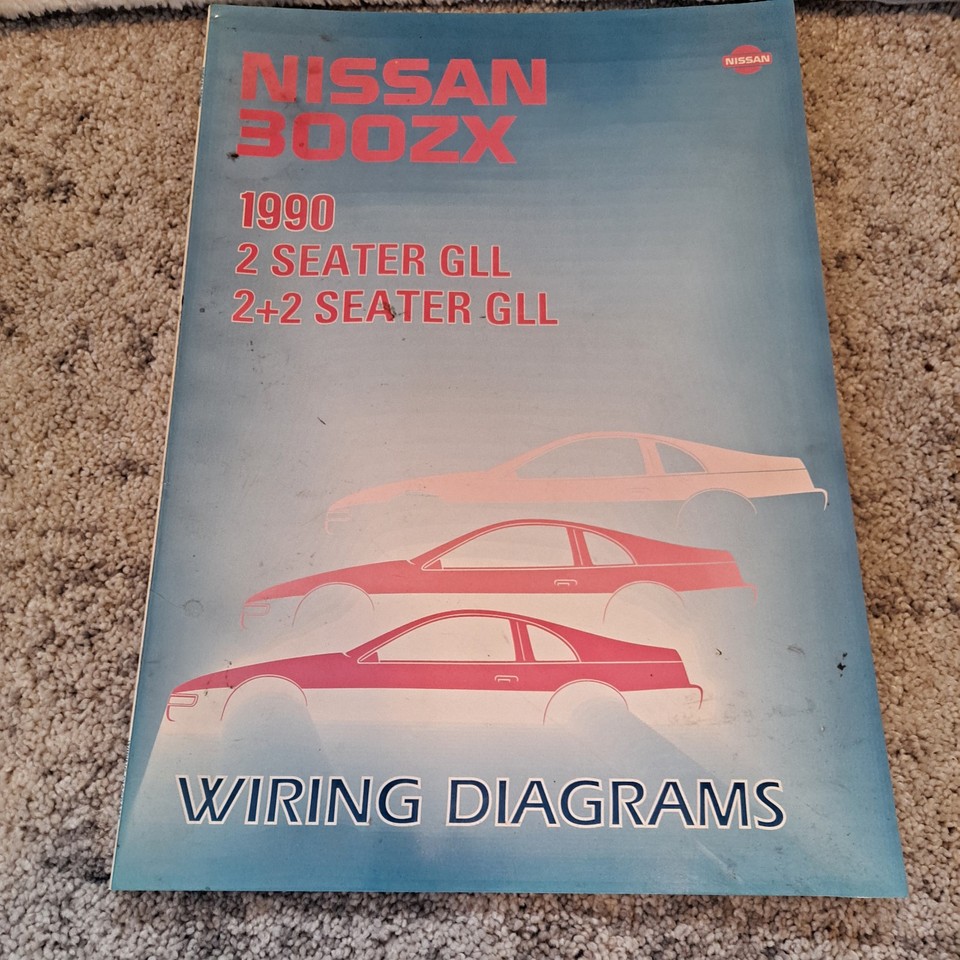 NISSAN
300ZX
NISSAN
1990
2 SEATER GLL
2+2 SEATER GLL
WIRING DIAGRAMS